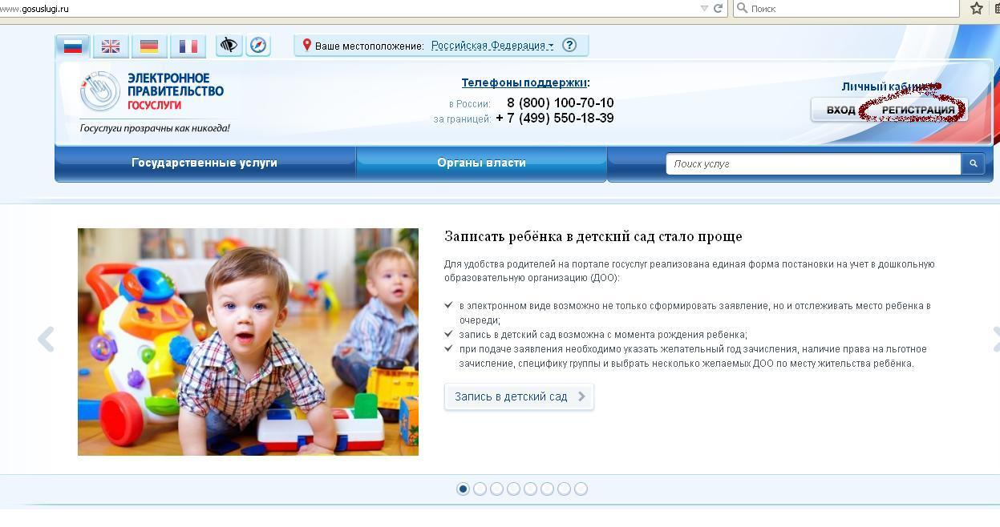 www.gosuslugi.ru
Поиск
Ваше местоположение: Российская Федерация
?
ЭЛЕКТРОННОЕ
ПРАВИТЕЛЬСТВО
ГОСУСЛУГИ
Госуслуги прозрачны как никогда!
Телефоны поддержки:
в России: 8 (800) 100-70-10
за границей: + 7 (499) 550-18-39
Личный кабинет
ВХОД РЕГИСТРАЦИЯ
Государственные услуги
Органы власти
Поиск услуг
Записать ребёнка в детский сад стало проще
Для удобства родителей на портале госуслуг реализована единая форма постановки на учет в дошкольную
образовательную организацию (ДОО):
в электронном виде возможно не только сформировать заявление, но и отслеживать место ребенка в
очереди;
запись в детский сад возможна с момента рождения ребенка;
при подаче заявления необходимо указать желательный год зачисления, наличие права на льготное
зачисление, специфику группы и выбрать несколько желаемых ДОО по месту жительства ребёнка.
Запись в детский сад